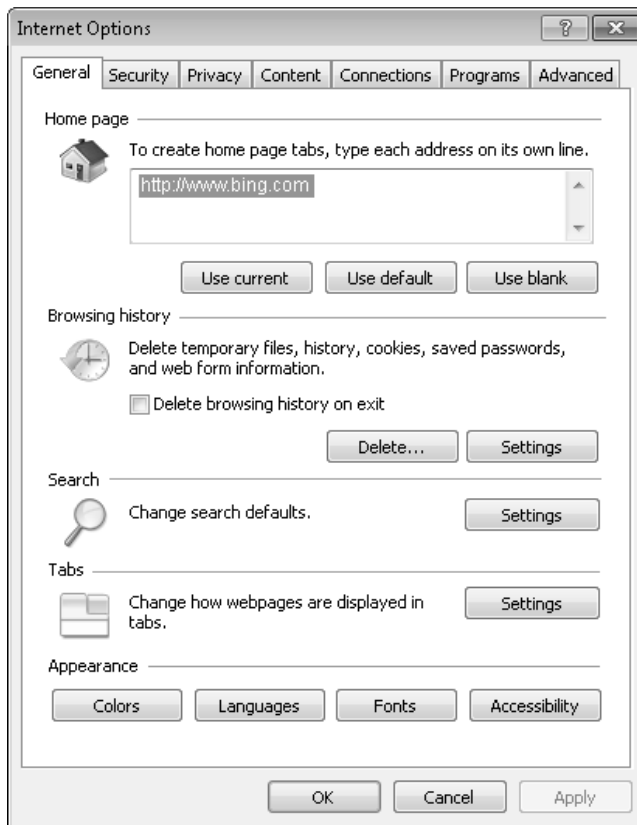 Internet Options
General Security Privacy Content Connections Programs Advanced
Home page
To create home page tabs, type each address on its own line.
http://www.bing.com
Use current Use default Use blank
Browsing history
Delete temporary files, history, cookies, saved passwords,
and web form information.
Delete browsing history on exit
Delete... Settings
Search
Change search defaults.
Settings
Tabs
Change how webpages are displayed in
tabs.
Settings
Appearance
Colors Languages Fonts Accessibility
OK Cancel Apply